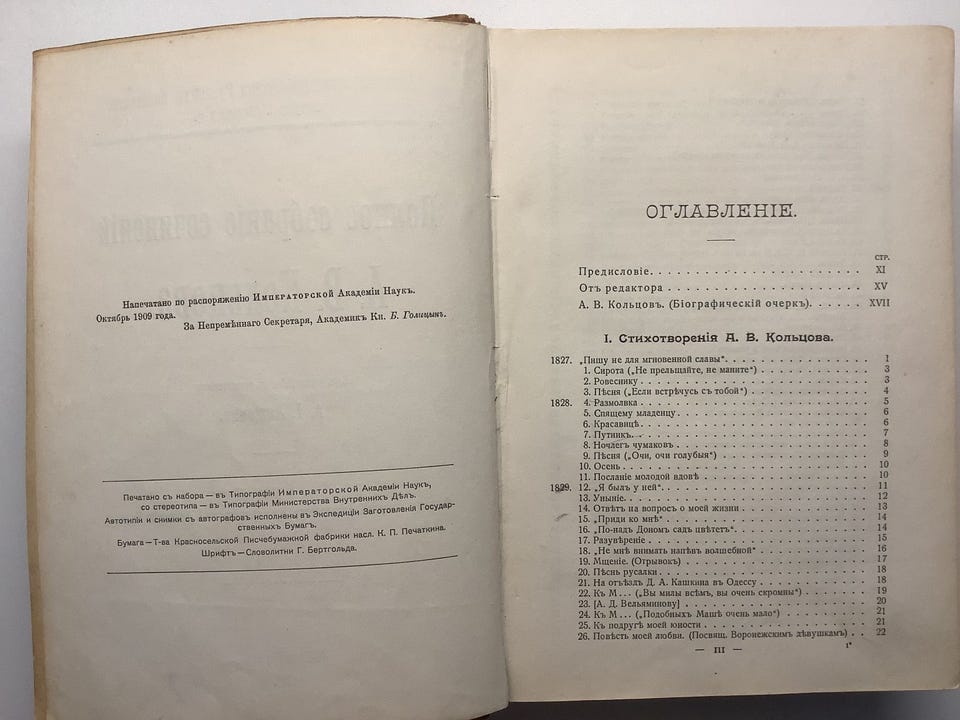 Напечатано по распоряженію Императорской Академіи Наукъ.
Октябрь 1909 года.
За Непремѣннаго Секретаря, Академикъ Кн. Б. Голицынъ.
Печатано съ набора — въ Типографіи Императорской Академіи Наукъ,
со стереотипа — въ Типографіи Министерства Внутреннихъ Дѣлъ.
Автотипіи и снимки съ автографовъ исполнены въ Экспедиціи Заготовленія Государ-
ственныхъ Бумагъ.
Бумага — Т-ва Красносельской Писчебумажной фабрики насл. К. П. Печаткина.
Шрифтъ — Словолитни Г. Бертгольда.
ОГЛАВЛЕНІЕ.
СТР.
Предисловіе. XI
Отъ редактора XV
А. В. Кольцовъ. (Біографическій очеркъ). XVII
I. Стихотворенія А. В. Кольцова.
1827. „Пишу не для мгновенной славы“. 1
1. Сирота („Не прельщайте, не маните“) 3
2. Ровеснику 3
3. Пѣсня („Если встрѣчусь съ тобой“) 4
1828. 4. Размолвка 5
5. Спящему младенцу. 6
6. Красавицѣ 6
7. Путникъ. 7
8. Ночлегъ чумаковъ 8
9. Пѣсня („Очи, очи голубыя“) 9
10. Осень 10
11. Посланіе молодой вдовѣ 10
1829. 12. „Я былъ у ней“. 11
13. Уныніе. 12
14. Отвѣтъ на вопросъ о моей жизни 13
15. „Приди ко мнѣ“ 14
16. „По-надъ Дономъ садъ цвѣтетъ“. 14
17. Разувѣреніе 15
18. „Не мнѣ внимать напѣвъ волшебной“ 16
19. Мщеніе. (Отрывокъ) 17
20. Пѣснь русалки 18
21. На отъѣздъ Д. А. Кашкина въ Одессу 18
22. Къ М... („Вы милы всѣмъ, вы очень скромны“) 19
23. [А. Д. Вельяминову] 20
24. Къ М... („Подобныхъ Машѣ очень мало“) 21
25. Къ подругѣ моей юности 21
26. Повѣсть моей любви. (Посвящ. Воронежскимъ дѣвушкамъ) 22
— III — 1*